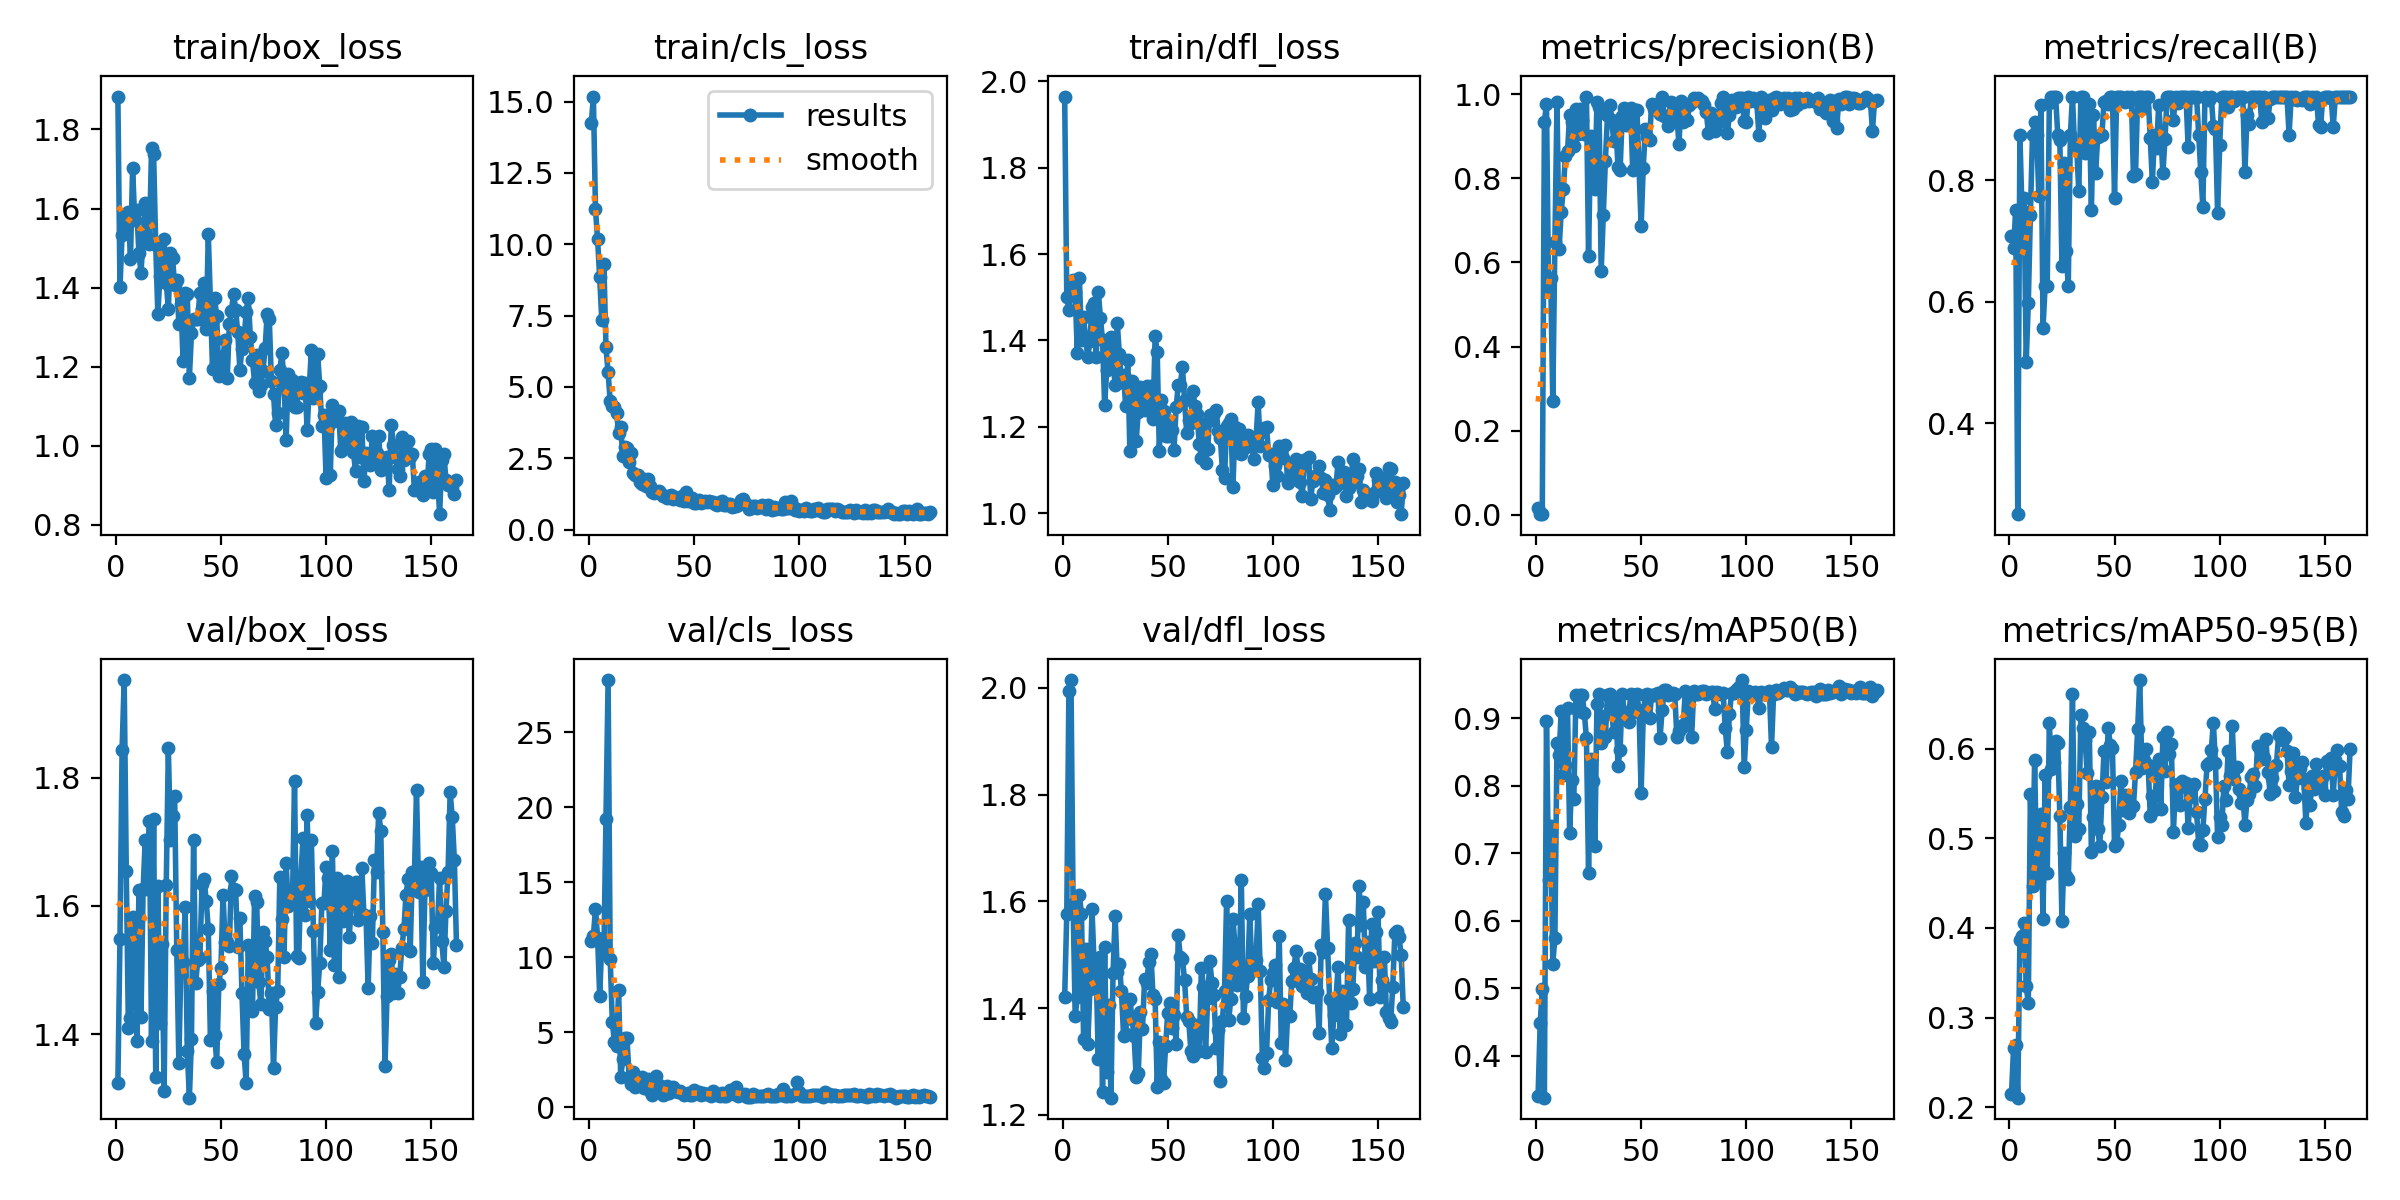 train/box_loss
train/cls_loss
train/dfl_loss
metrics/precision(B)
metrics/recall(B)
1.8
1.6
1.4
1.2
1.0
0.8
0 50 100 150
15.0
12.5
10.0
7.5
5.0
2.5
0.0
0 50 100 150
results
smooth
2.0
1.8
1.6
1.4
1.2
1.0
0 50 100 150
1.0
0.8
0.6
0.4
0.2
0.0
0 50 100 150
0.8
0.6
0.4
0 50 100 150
val/box_loss
val/cls_loss
val/dfl_loss
metrics/mAP50(B)
metrics/mAP50-95(B)
1.8
1.6
1.4
0 50 100 150
25
20
15
10
5
0
0 50 100 150
2.0
1.8
1.6
1.4
1.2
0 50 100 150
0.9
0.8
0.7
0.6
0.5
0.4
0 50 100 150
0.6
0.5
0.4
0.3
0.2
0 50 100 150